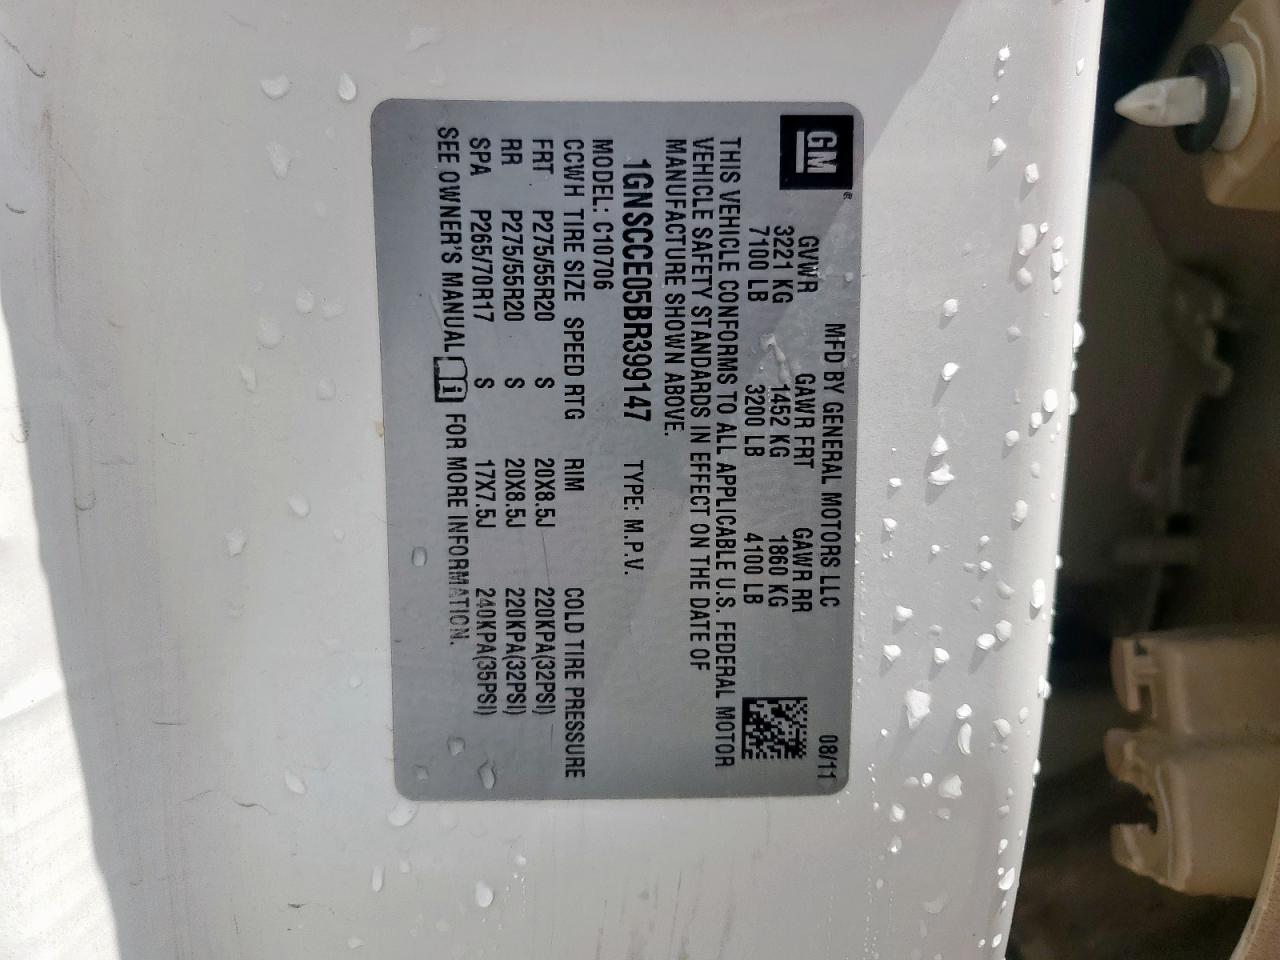 GM®
MFD BY GENERAL MOTORS LLC 08/11
GVWR GAWR FRT GAWR RR
3221 KG 1452 KG 1860 KG
7100 LB 3200 LB 4100 LB
THIS VEHICLE CONFORMS TO ALL APPLICABLE U.S. FEDERAL MOTOR
VEHICLE SAFETY STANDARDS IN EFFECT ON THE DATE OF
MANUFACTURE SHOWN ABOVE.
1GNSCCE05BR399147 TYPE: M.P.V.
MODEL: C10706
CCWH TIRE SIZE SPEED RTG RIM COLD TIRE PRESSURE
FRT P275/55R20 S 20X8.5J 220KPA(32PSI)
RR P275/55R20 S 20X8.5J 220KPA(32PSI)
SPA P265/70R17 S 17X7.5J 240KPA(35PSI)
SEE OWNER'S MANUAL i FOR MORE INFORMATION.